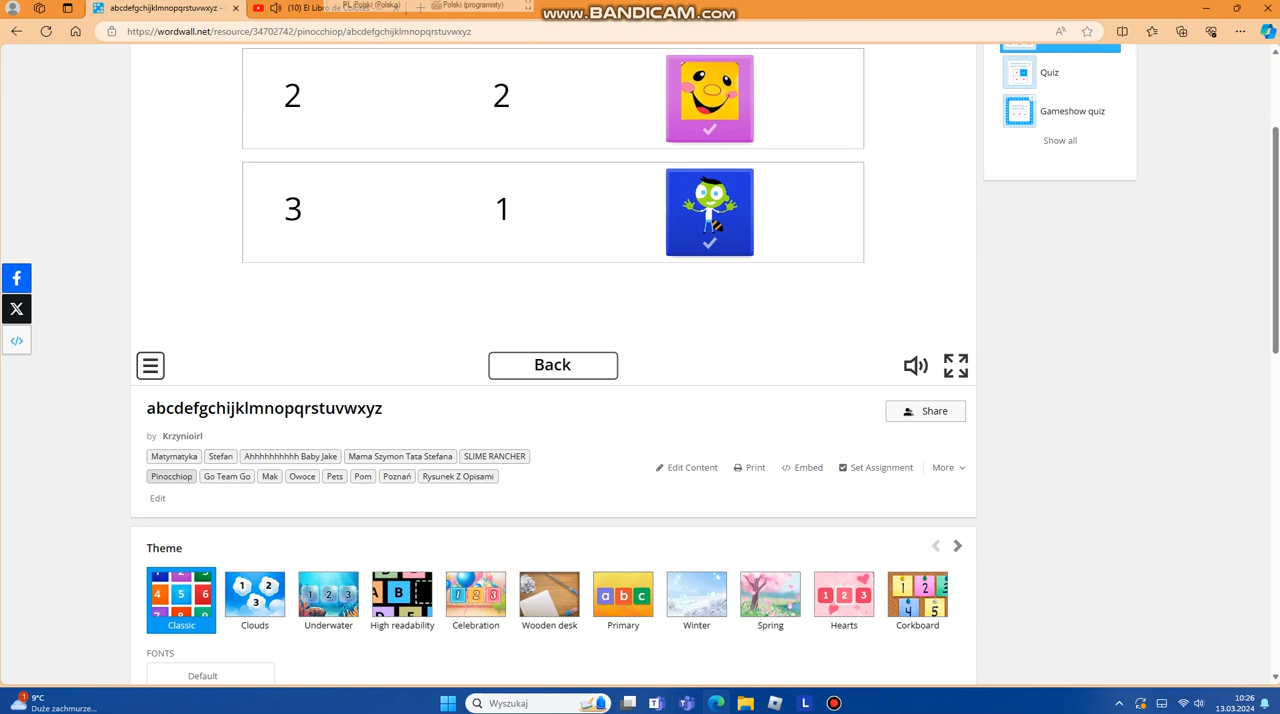 PL Polski (Polska)
Polski (programisty)
www.BANDICAM.com
abcdefgchijklmnopqrstuvwxyz -
(10) El Libro de Colores
https://wordwall.net/resource/34702742/pinocchiop/abcdefgchijklmnopqrstuvwxyz
2 2
3 1
Quiz
Gameshow quiz
Show all
Back
abcdefgchijklmnopqrstuvwxyz
Share
by Krzynioirl
Matymatyka Stefan Ahhhhhhhhhh Baby Jake Mama Szymon Tata Stefana SLIME RANCHER
Pinocchiop Go Team Go Mak Owoce Pets Pom Poznań Rysunek Z Opisami
Edit Content Print Embed Set Assignment More
Edit
Theme
Classic Clouds Underwater High readability Celebration Wooden desk Primary Winter Spring Hearts Corkboard
FONTS
Default
1 9°C
Duże zachmurze...
Wyszukaj
10:26
13.03.2024